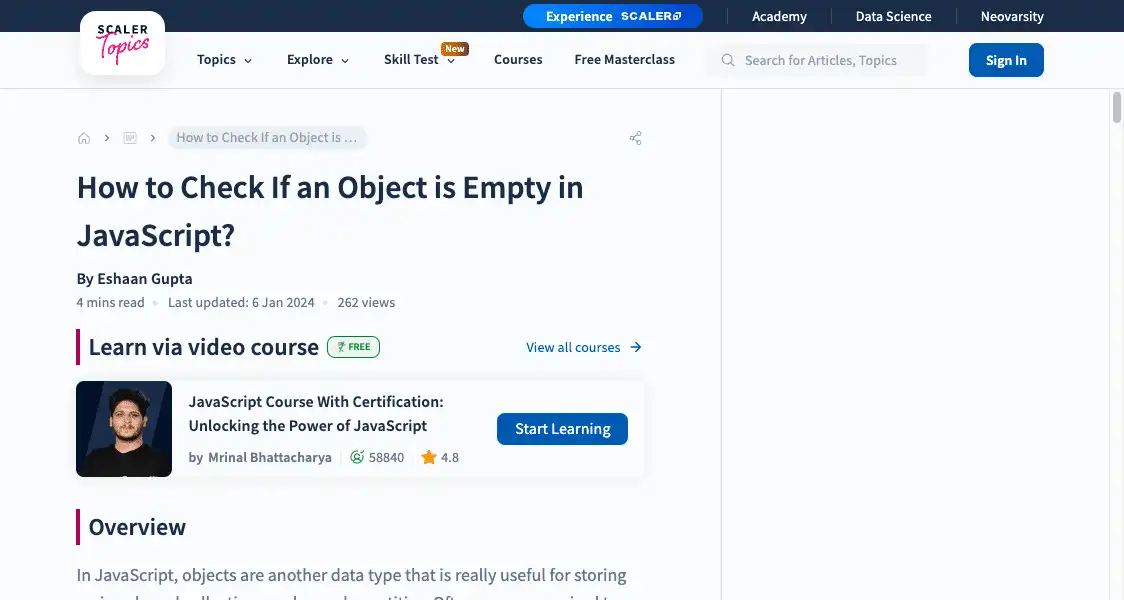 Experience SCALER
Academy
Data Science
Neovarsity
SCALER
Topics
Topics
Explore
Skill Test
New
Courses
Free Masterclass
Search for Articles, Topics
Sign In
How to Check If an Object is ...
How to Check If an Object is Empty in
JavaScript?
By Eshaan Gupta
4 mins read • Last updated: 6 Jan 2024 • 262 views
Learn via video course
FREE
View all courses
JavaScript Course With Certification:
Unlocking the Power of JavaScript
by Mrinal Bhattacharya
58840
4.8
Start Learning
Overview
In JavaScript, objects are another data type that is really useful for storing